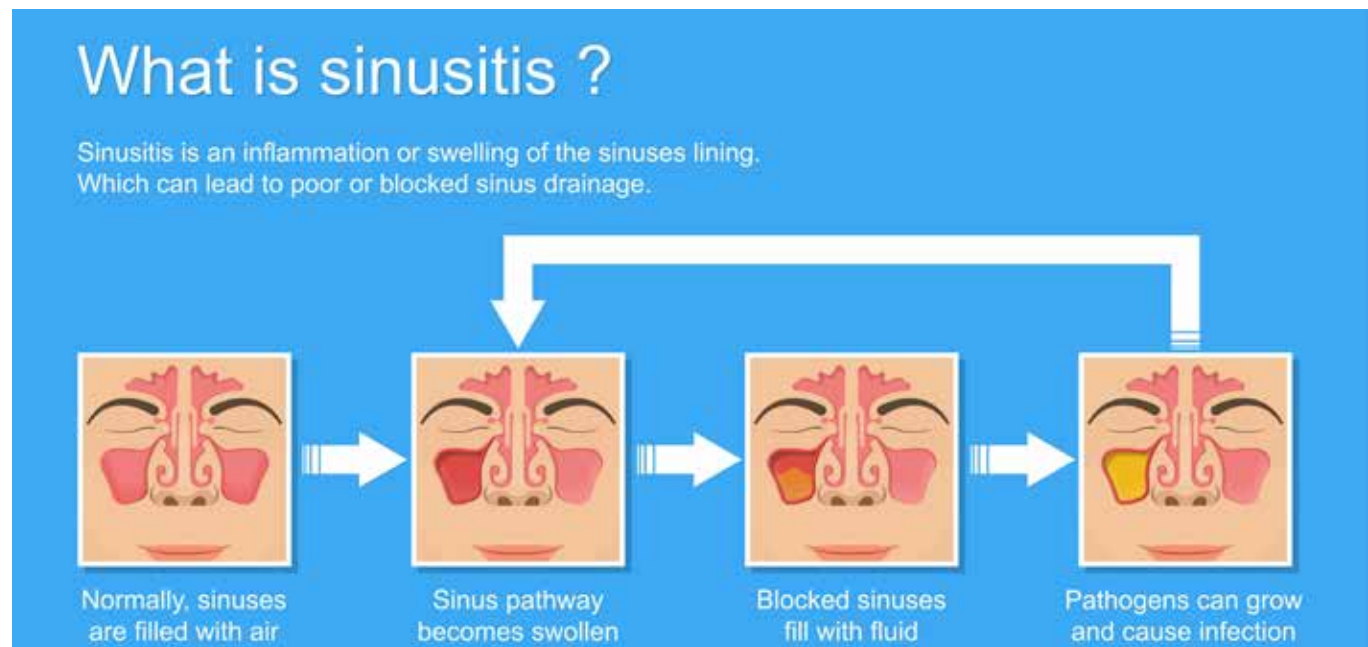 What is sinusitis ?
Sinusitis is an inflammation or swelling of the sinuses lining.
Which can lead to poor or blocked sinus drainage.
Normally, sinuses
are filled with air
Sinus pathway
becomes swollen
Blocked sinuses
fill with fluid
Pathogens can grow
and cause infection